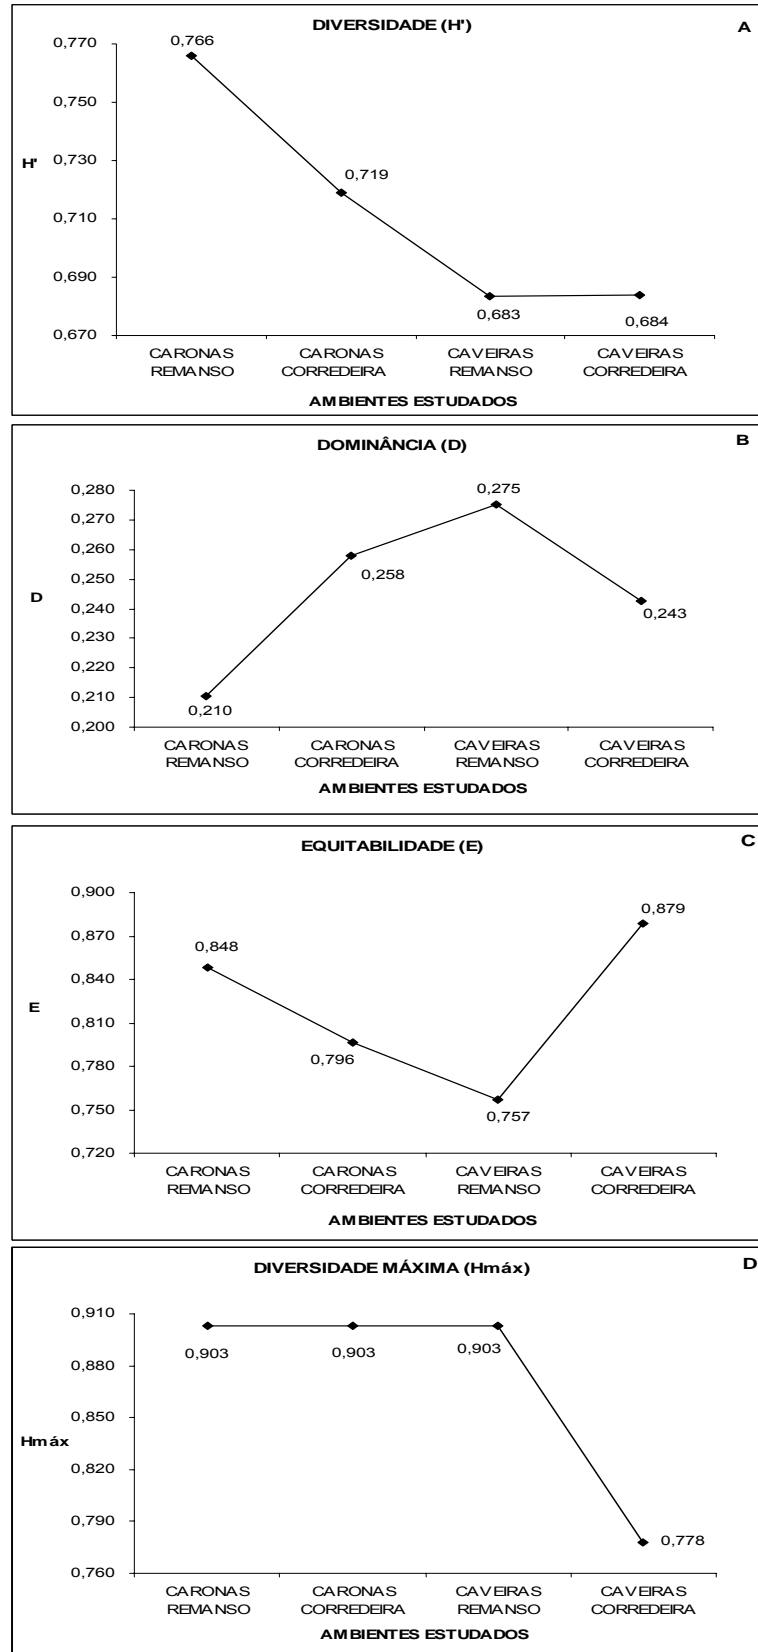 DIVERSIDADE (H')
A
0,770
0,750
0,730
0,710
0,690
0,670
H'
0,766
0,719
0,683
0,684
CARONAS REMANSO
CARONAS CORREDEIRA
CAVEIRAS REMANSO
CAVEIRAS CORREDEIRA
AMBIENTES ESTUDADOS
DOMINÂNCIA (D)
B
0,280
0,270
0,260
0,250
0,240
0,230
0,220
0,210
0,200
D
0,210
0,258
0,275
0,243
CARONAS REMANSO
CARONAS CORREDEIRA
CAVEIRAS REMANSO
CAVEIRAS CORREDEIRA
AMBIENTES ESTUDADOS
EQUITABILIDADE (E)
C
0,900
0,870
0,840
0,810
0,780
0,750
0,720
E
0,848
0,796
0,757
0,879
CARONAS REMANSO
CARONAS CORREDEIRA
CAVEIRAS REMANSO
CAVEIRAS CORREDEIRA
AMBIENTES ESTUDADOS
DIVERSIDADE MÁXIMA (Hmáx)
D
0,910
0,880
0,850
0,820
0,790
0,760
Hmáx
0,903
0,903
0,903
0,778
CARONAS REMANSO
CARONAS CORREDEIRA
CAVEIRAS REMANSO
CAVEIRAS CORREDEIRA
AMBIENTES ESTUDADOS